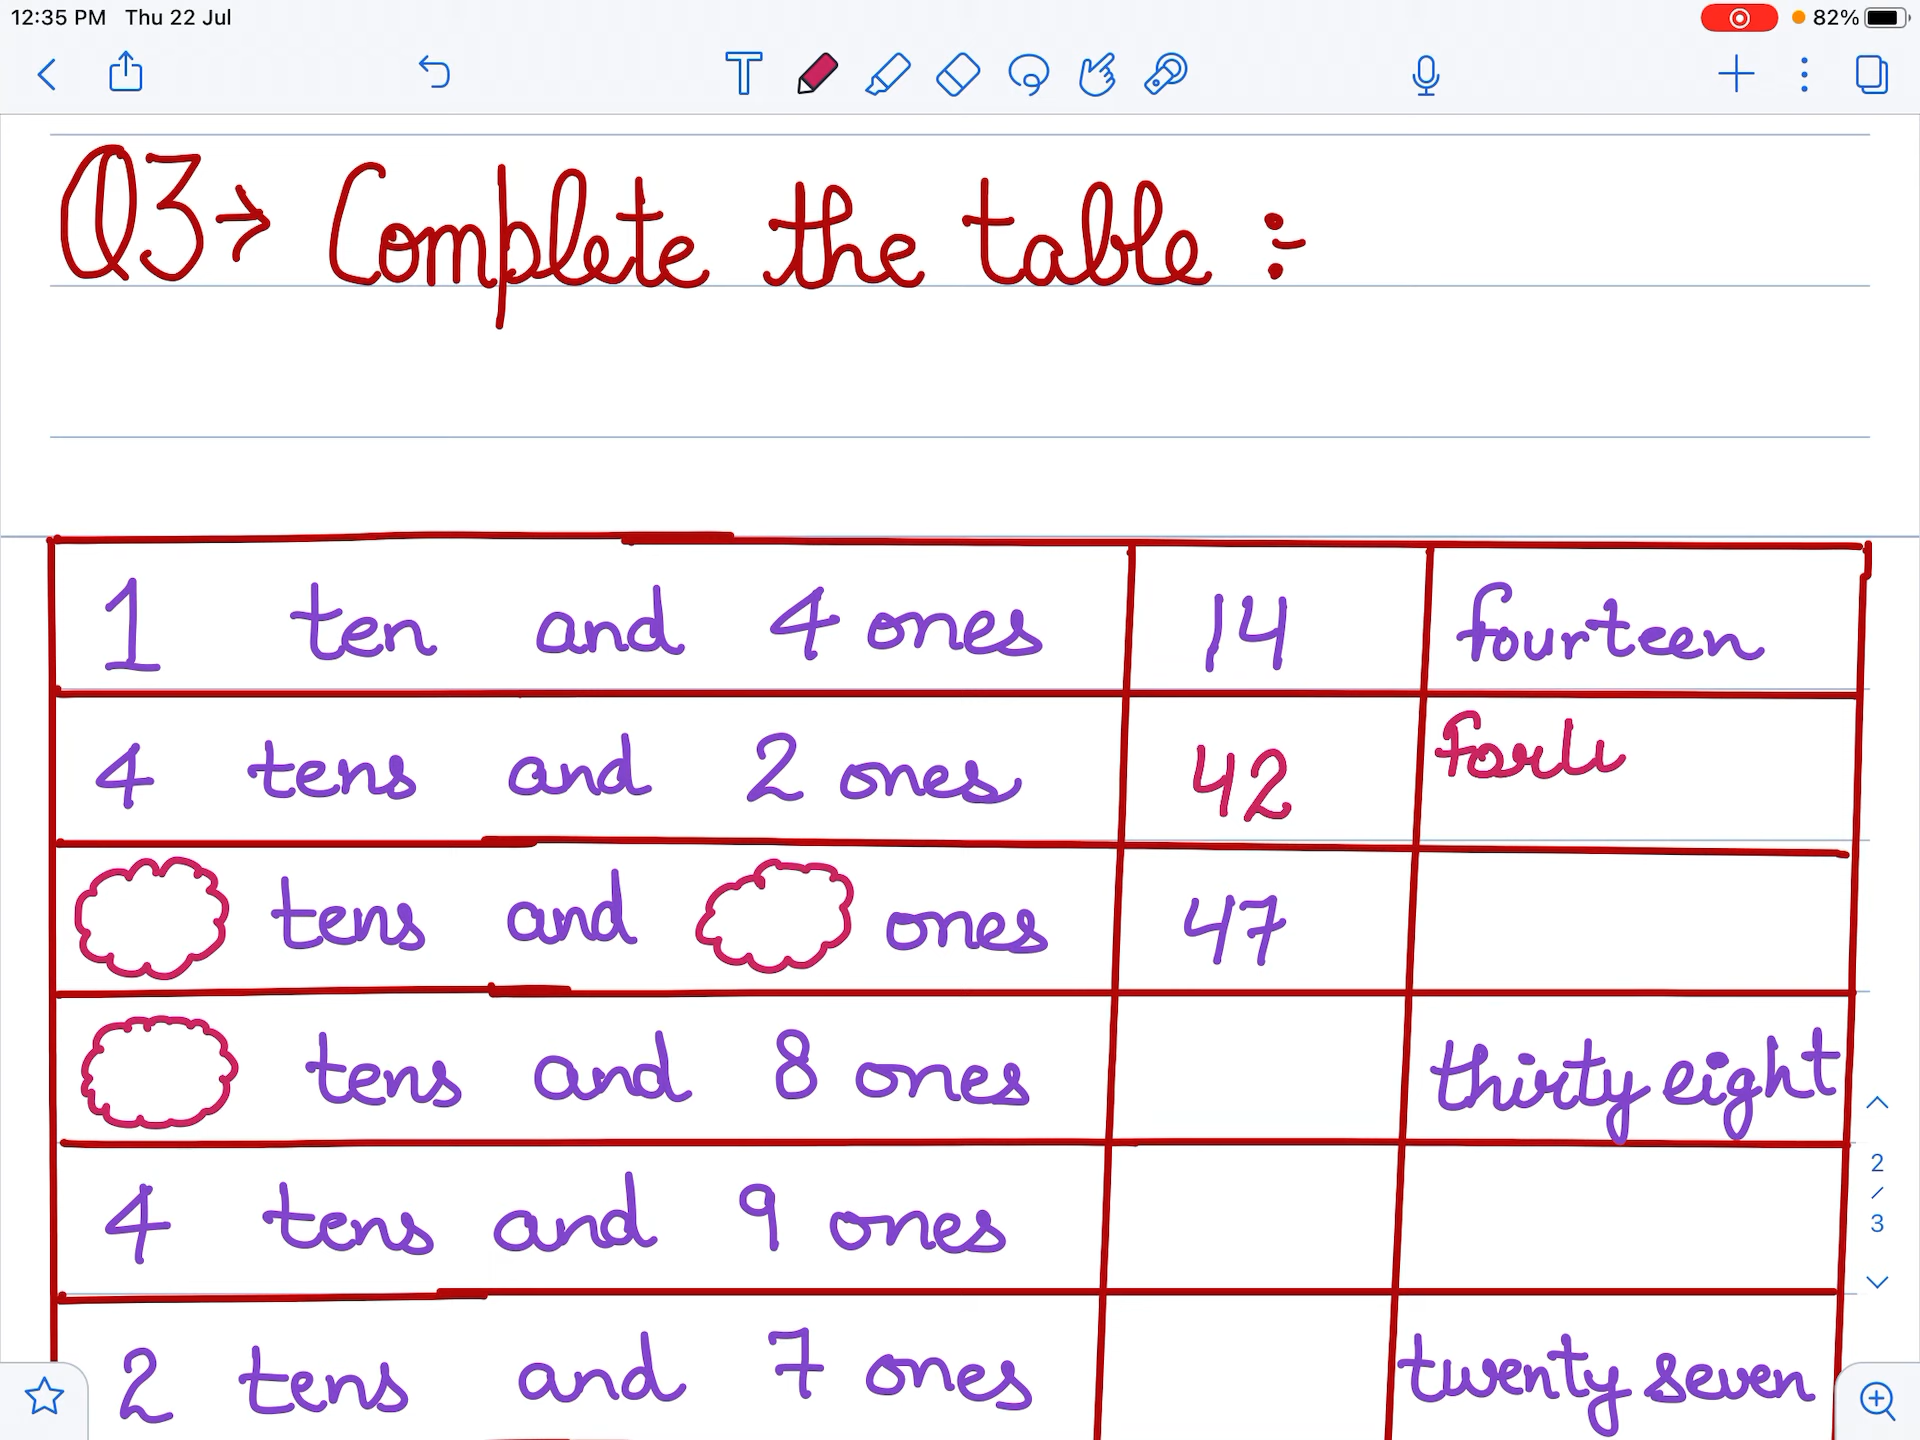 12:35 PM Thu 22 Jul 82%
T
Q3→ Complete the table :-
1 ten and 4 ones 14 fourteen
4 tens and 2 ones 42
tens and ones 47
tens and 8 ones thirty eight
4 tens and 9 ones
2 tens and 7 ones twenty seven
2
/
3